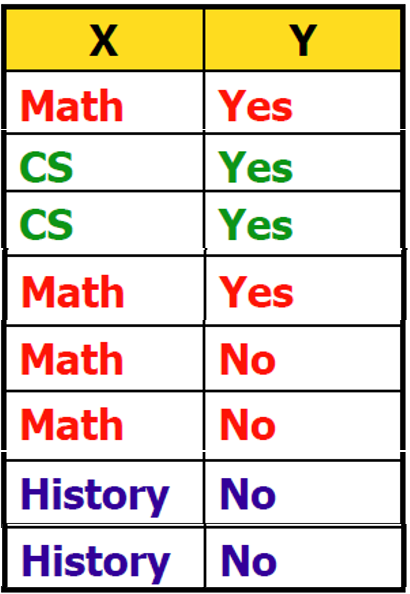 X Y
Math Yes
CS Yes
CS Yes
Math Yes
Math No
Math No
History No
History No